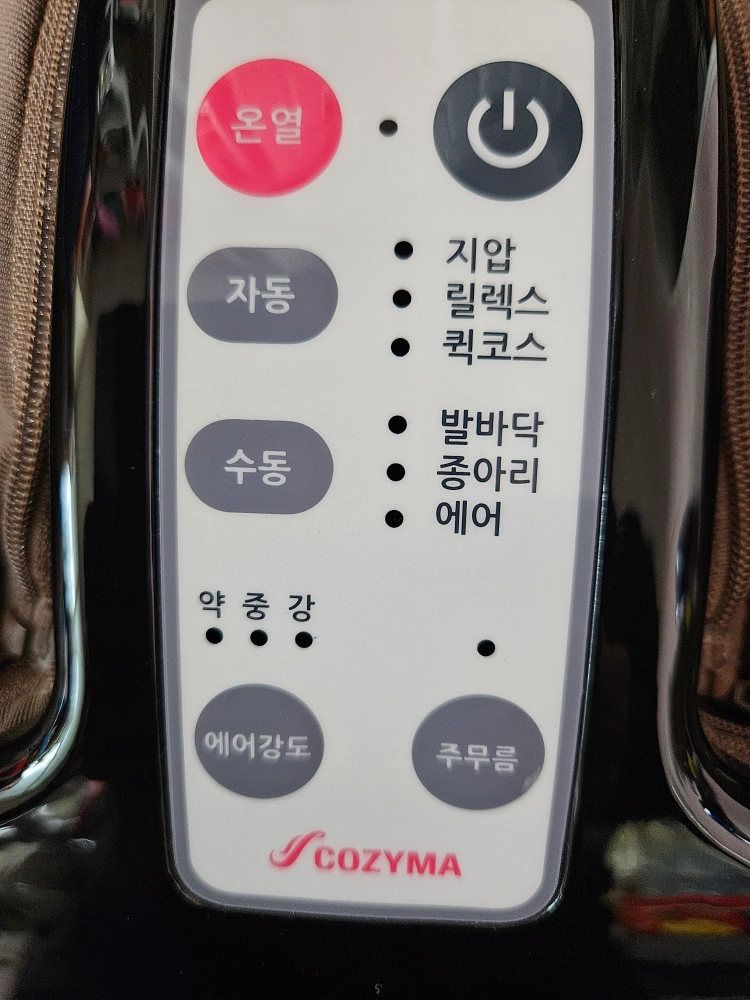 온열
자동
지압
릴렉스
퀵코스
수동
발바닥
종아리
에어
약 중 강
에어강도
주무름
COZYMA